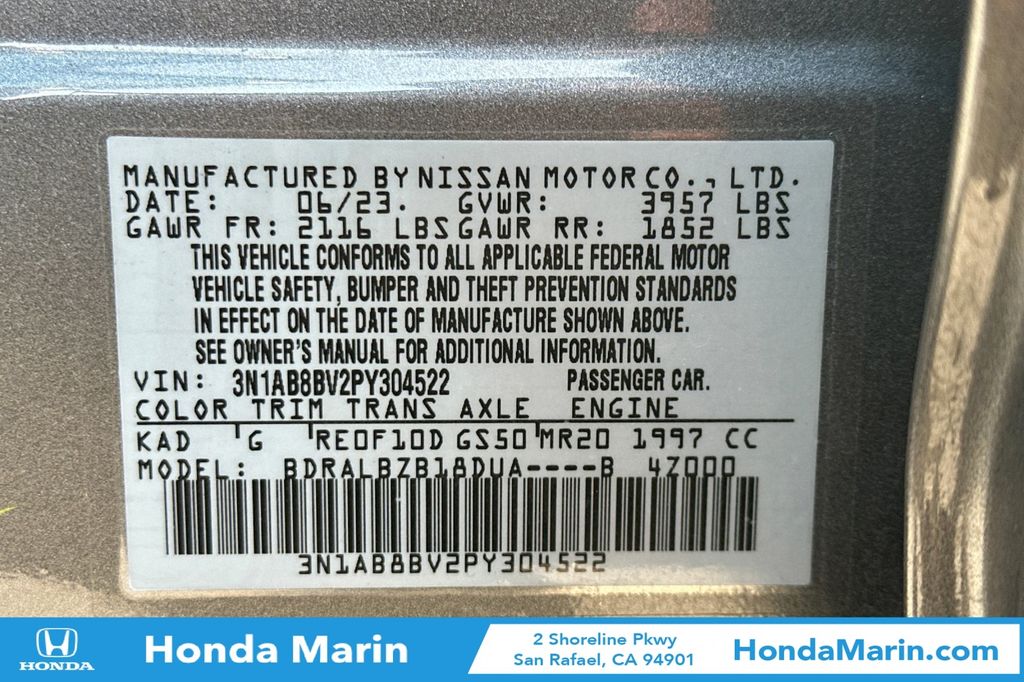 MANUFACTURED BY NISSAN MOTOR CO., LTD.
DATE: 06/23. GVWR: 3957 LBS
GAWR FR: 2116 LBS GAWR RR: 1852 LBS
THIS VEHICLE CONFORMS TO ALL APPLICABLE FEDERAL MOTOR
VEHICLE SAFETY, BUMPER AND THEFT PREVENTION STANDARDS
IN EFFECT ON THE DATE OF MANUFACTURE SHOWN ABOVE.
SEE OWNER'S MANUAL FOR ADDITIONAL INFORMATION.
VIN: 3N1AB8BV2PY304522 PASSENGER CAR.
COLOR TRIM TRANS AXLE ENGINE
KAD G RE0F10D GS50 MR20 1997 CC
MODEL: BDRALBZB18DUA----B 4Z000
3N1AB8BV2PY304522
HONDA
Honda Marin
2 Shoreline Pkwy
San Rafael, CA 94901
HondaMarin.com